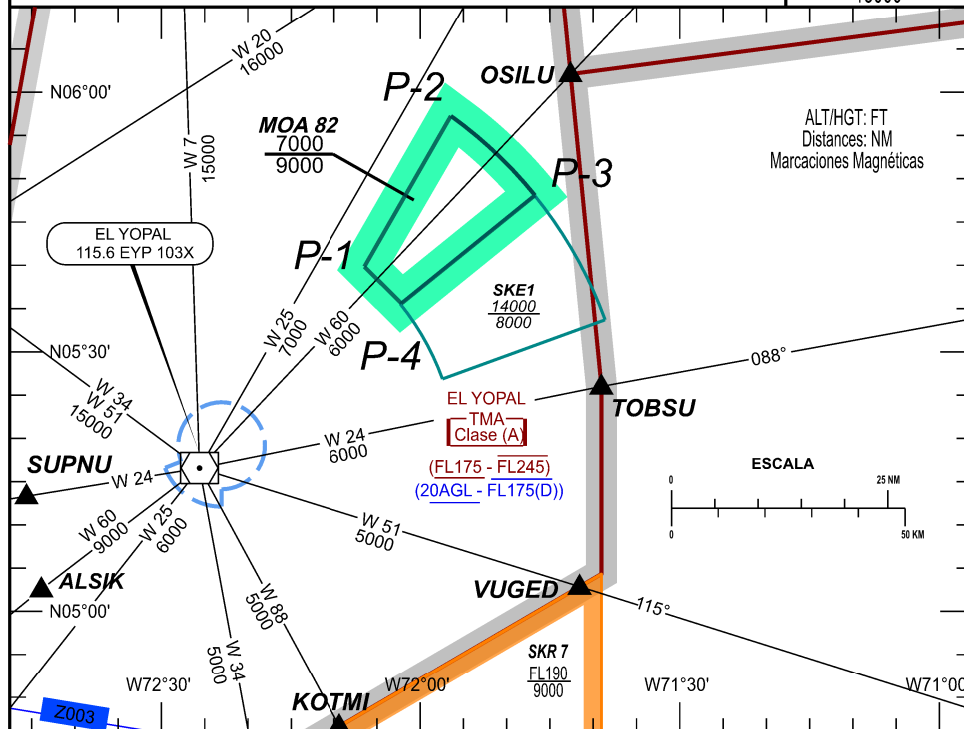 W 20
16000
OSILU
P-2
N06°00'
ALT/HGT: FT
Distances: NM
Marcaciones Magnéticas
MOA 82
7000
9000
W 7
15000
P-3
EL YOPAL
115.6 EYP 103X
P-1
SKE1
14000
8000
W 25
7000
W 60
6000
N05°30'
P-4
088°
W 34
W 51
15000
EL YOPAL
TMA
Clase (A)
TOBSU
W 24
6000
SUPNU
W 24
(FL175 - FL245)
(20AGL - FL175(D))
ESCALA
0
25 NM
0
50 KM
W 60
9000
W 25
6000
W 51
5000
ALSIK
VUGED
N05°00'
W 88
5000
115°
W 34
5000
SKR 7
FL190
9000
W72°30'
W72°00'
W71°30'
W71°00'
KOTMI
Z003